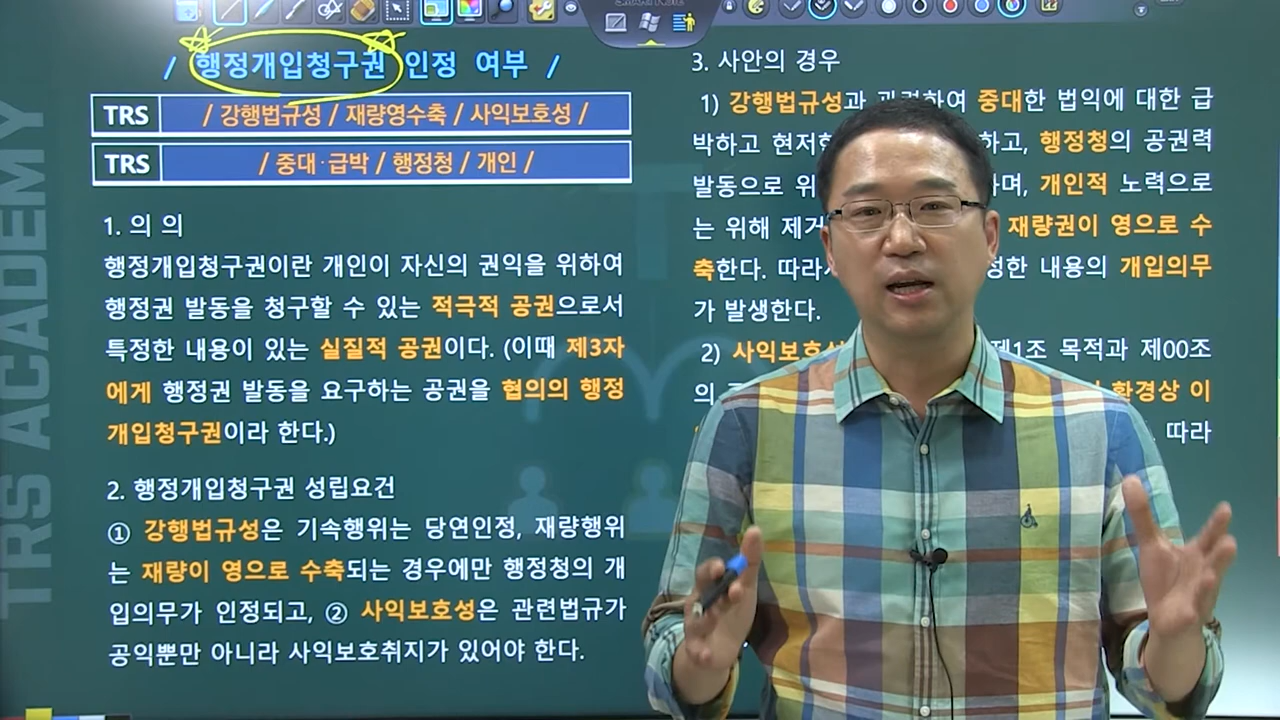 / 행정개입청구권 인정 여부 /
TRS / 강행법규성 / 재량영수축 / 사익보호성 /
TRS / 중대·급박 / 행정청 / 개인 /
1. 의 의
행정개입청구권이란 개인이 자신의 권익을 위하여
행정권 발동을 청구할 수 있는 적극적 공권으로서
특정한 내용이 있는 실질적 공권이다. (이때 제3자
에게 행정권 발동을 요구하는 공권을 협의의 행정
개입청구권이라 한다.)
2. 행정개입청구권 성립요건
① 강행법규성은 기속행위는 당연인정, 재량행위
는 재량이 영으로 수축되는 경우에만 행정청의 개
입의무가 인정되고, ② 사익보호성은 관련법규가
공익뿐만 아니라 사익보호취지가 있어야 한다.
3. 사안의 경우
1) 강행법규성과 관련하여 중대한 법익에 대한 급
박하고 현저한 하고, 행정청의 공권력
발동으로 위 하며, 개인적 노력으로
는 위해 제거 재량권이 영으로 수
축한다. 따라 정한 내용의 개입의무
가 발생한다.
2) 사익보호성 제1조 목적과 제00조
의 환경상 이
따라
TRS ACADEMY